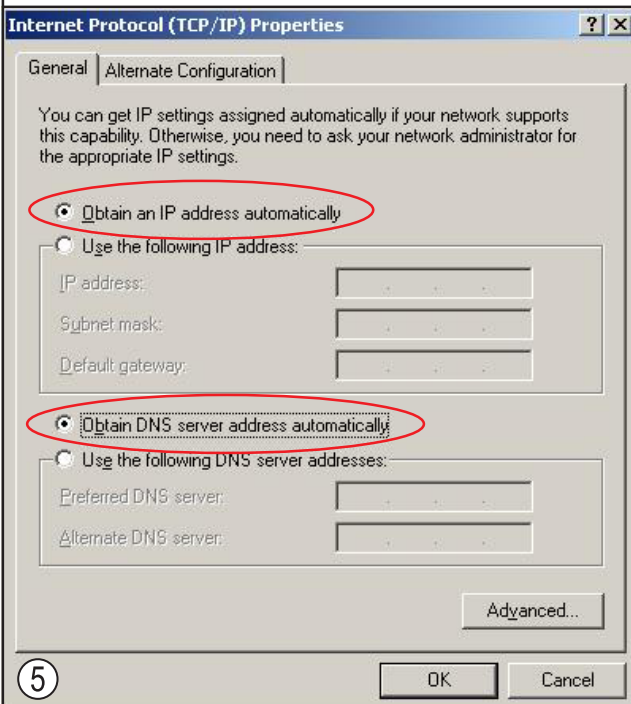 Internet Protocol (TCP/IP) Properties
General
Alternate Configuration
You can get IP settings assigned automatically if your network supports
this capability. Otherwise, you need to ask your network administrator for
the appropriate IP settings.
Obtain an IP address automatically
Use the following IP address:
IP address:
Subnet mask:
Default gateway:
Obtain DNS server address automatically
Use the following DNS server addresses:
Preferred DNS server:
Alternate DNS server:
Advanced...
5
OK
Cancel